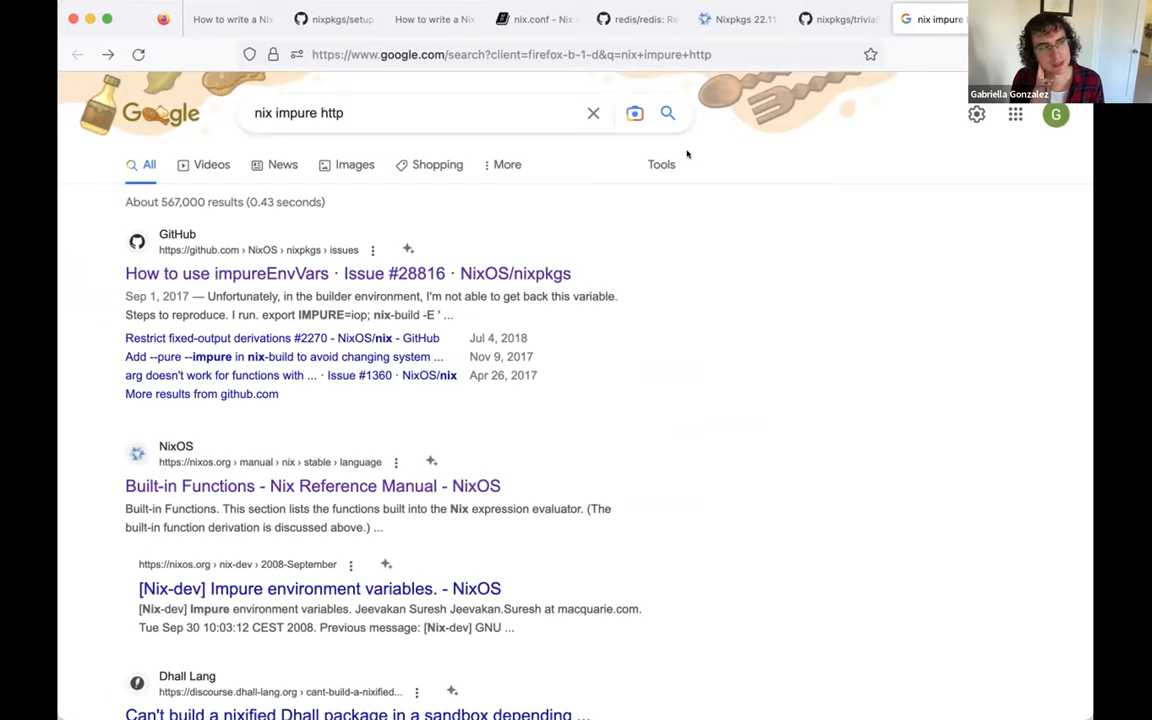 How to write a Nix
nixpkgs/setup.
How to write a Nix
nix.conf - Nix
redis/redis: Re
Nixpkgs 22.11
nixpkgs/trivial
nix impure
https://www.google.com/search?client=firefox-b-1-d&q=nix+impure+http
Gabriella Gonzalez
Google
nix impure http
G
All
Videos
News
Images
Shopping
More
Tools
About 567,000 results (0.43 seconds)
GitHub
https://github.com › NixOS › nixpkgs › issues
How to use impureEnvVars · Issue #28816 · NixOS/nixpkgs
Sep 1, 2017 — Unfortunately, in the builder environment, I'm not able to get back this variable.
Steps to reproduce. I run. export IMPURE=iop; nix-build -E ' ...
Restrict fixed-output derivations #2270 - NixOS/nix - GitHub Jul 4, 2018
Add --pure --impure in nix-build to avoid changing system ... Nov 9, 2017
arg doesn't work for functions with ... · Issue #1360 · NixOS/nix Apr 26, 2017
More results from github.com
NixOS
https://nixos.org › manual › nix › stable › language
Built-in Functions - Nix Reference Manual - NixOS
Built-in Functions. This section lists the functions built into the Nix expression evaluator. (The
built-in function derivation is discussed above.) ...
https://nixos.org › nix-dev › 2008-September
[Nix-dev] Impure environment variables. - NixOS
[Nix-dev] Impure environment variables. Jeevakan Suresh Jeevakan.Suresh at macquarie.com.
Tue Sep 30 10:03:12 CEST 2008. Previous message: [Nix-dev] GNU ...
Dhall Lang
https://discourse.dhall-lang.org › cant-build-a-nixified...
Can't build a nixified Dhall package in a sandbox depending ...